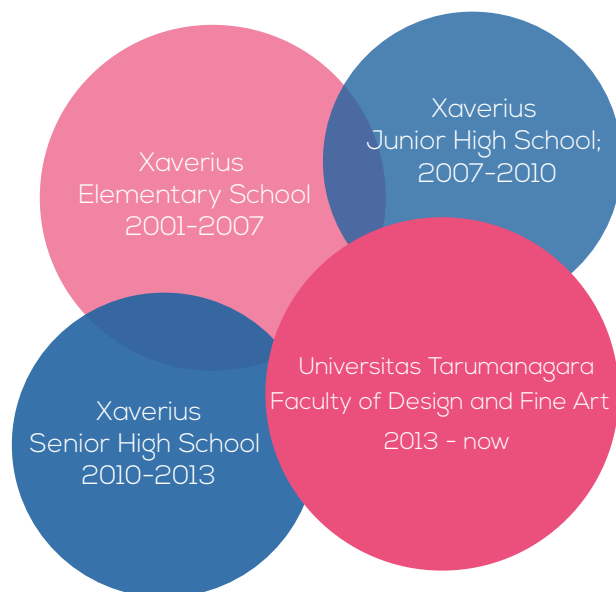 Xaverius
Elementary School
2001-2007
Xaverius
Junior High School;
2007-2010
Xaverius
Senior High School
2010-2013
Universitas Tarumanagara
Faculty of Design and Fine Art
2013 - now